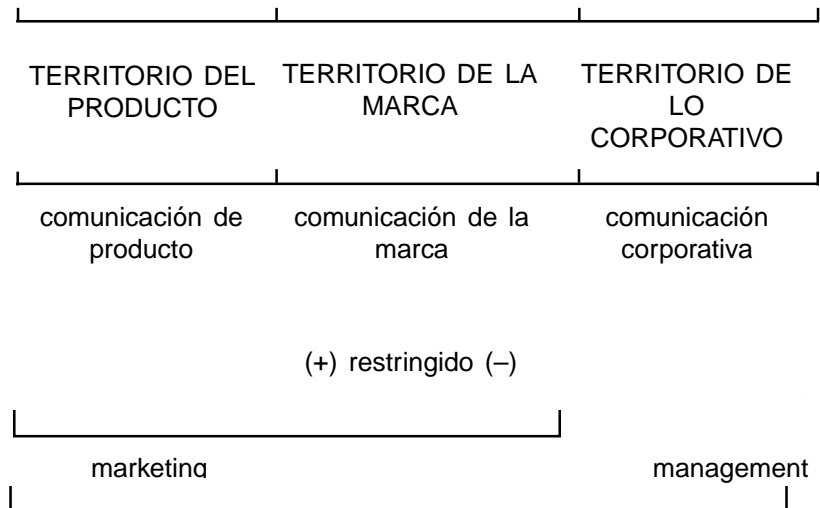 TERRITORIO DEL PRODUCTO
TERRITORIO DE LA MARCA
TERRITORIO DE LO CORPORATIVO
comunicación de producto
comunicación de la marca
comunicación corporativa
(+) restringido (–)
marketing
management